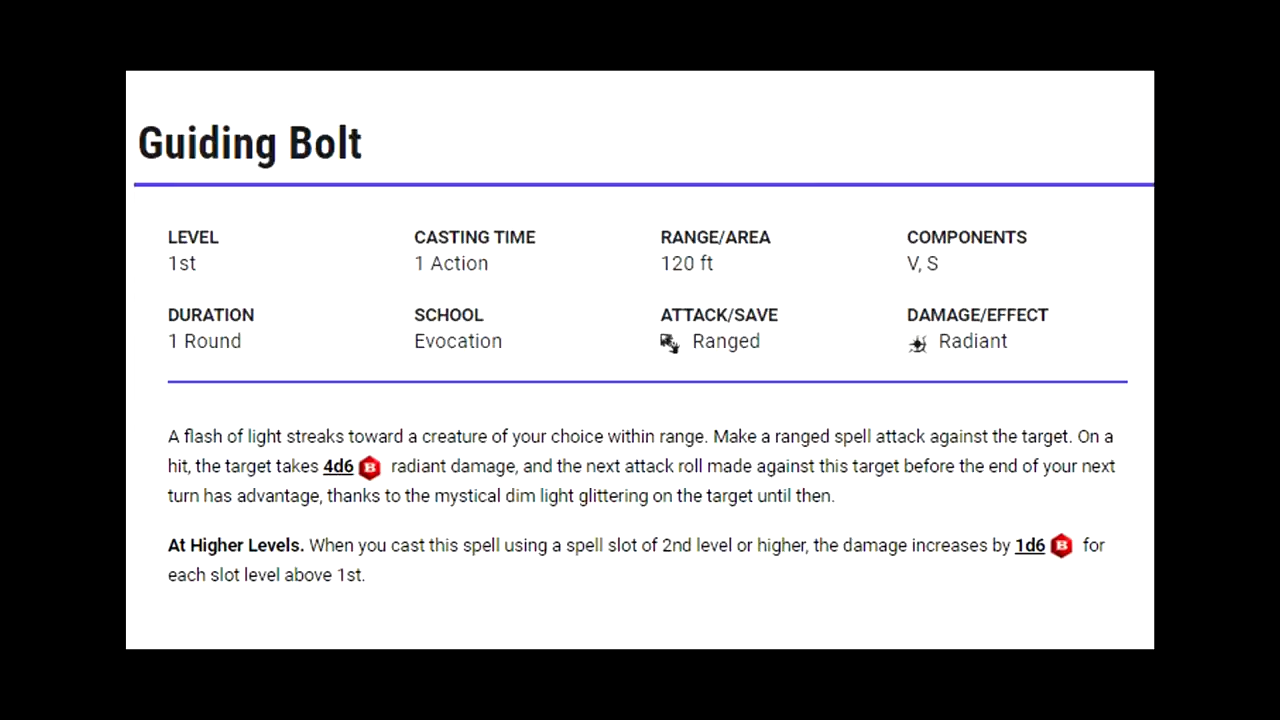 Guiding Bolt
LEVEL CASTING TIME RANGE/AREA COMPONENTS
1st 1 Action 120 ft V, S
DURATION SCHOOL ATTACK/SAVE DAMAGE/EFFECT
1 Round Evocation Ranged Radiant
A flash of light streaks toward a creature of your choice within range. Make a ranged spell attack against the target. On a
hit, the target takes 4d6 B radiant damage, and the next attack roll made against this target before the end of your next
turn has advantage, thanks to the mystical dim light glittering on the target until then.
At Higher Levels. When you cast this spell using a spell slot of 2nd level or higher, the damage increases by 1d6 B for
each slot level above 1st.